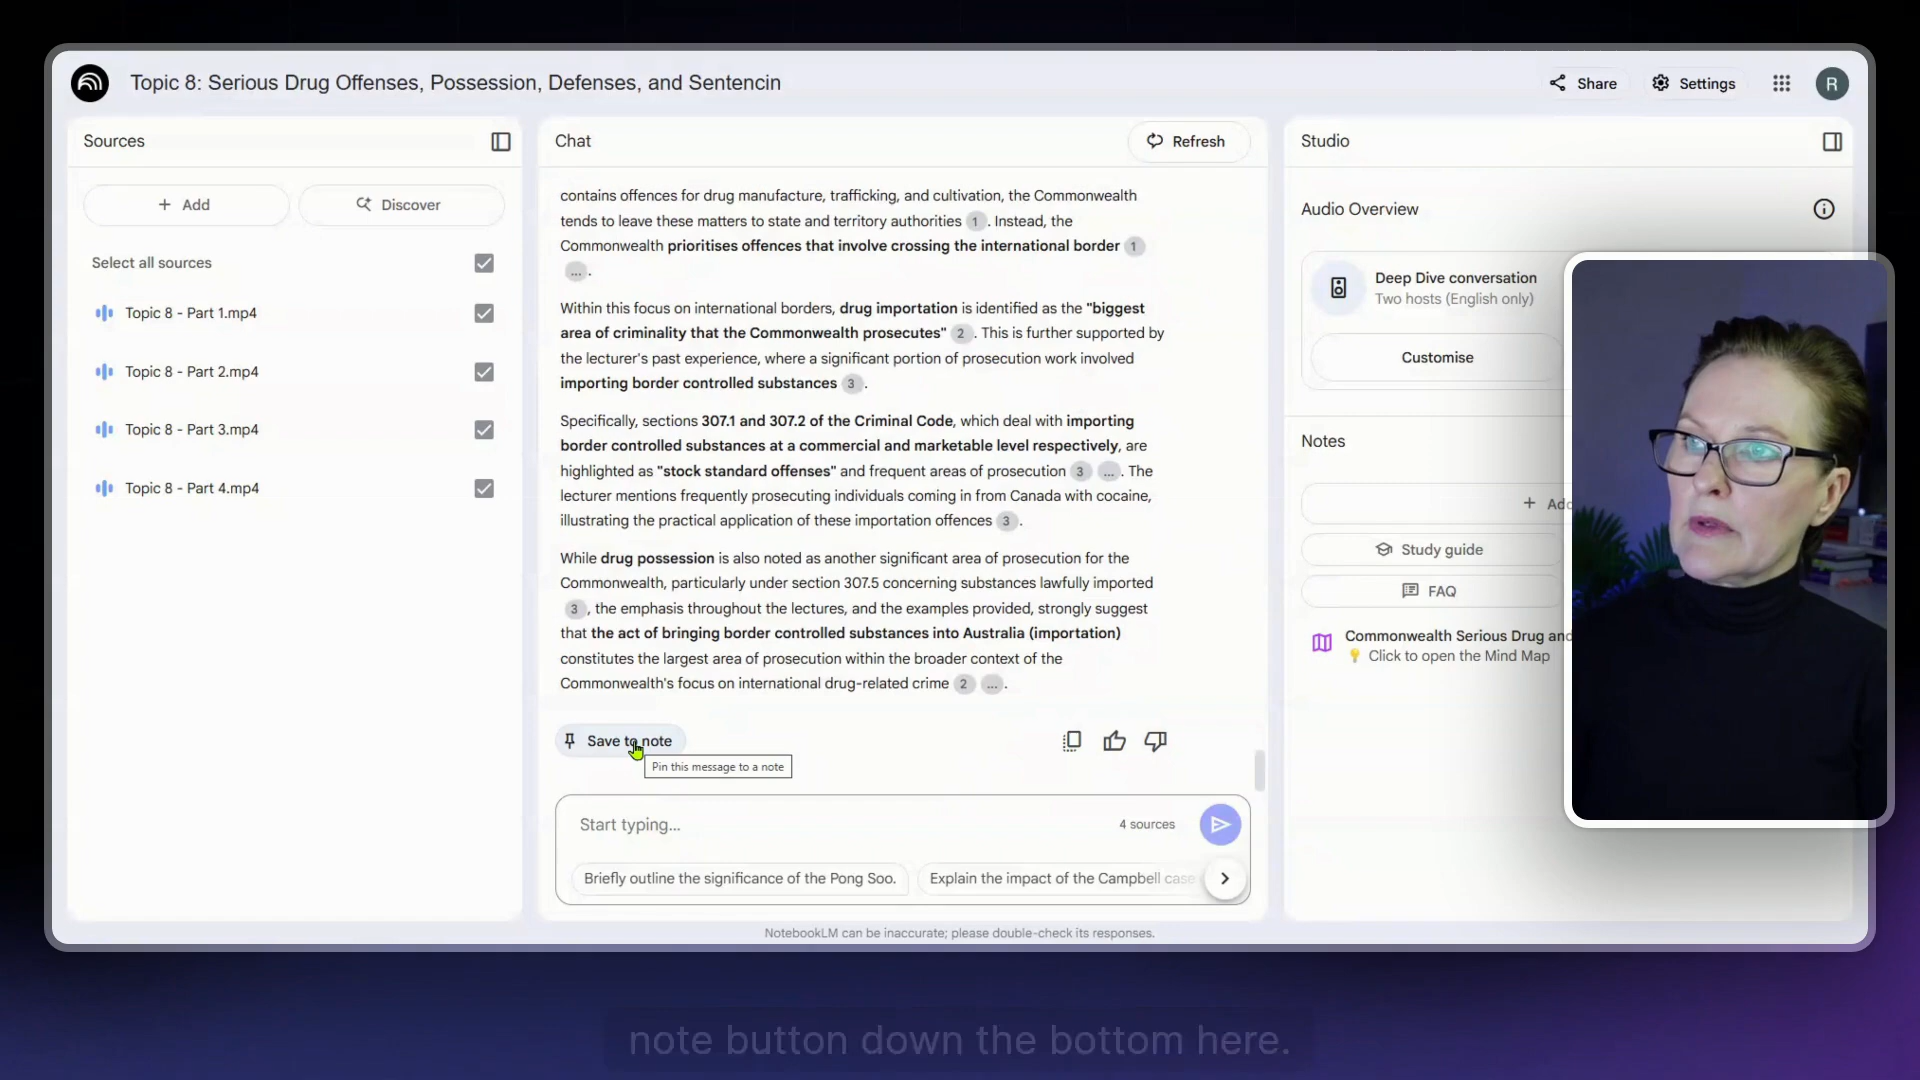 Topic 8: Serious Drug Offenses, Possession, Defenses, and Sentencin
Share
Settings
R
Sources
Add
Discover
Select all sources
Topic 8 - Part 1.mp4
Topic 8 - Part 2.mp4
Topic 8 - Part 3.mp4
Topic 8 - Part 4.mp4
Chat
Refresh
contains offences for drug manufacture, trafficking, and cultivation, the Commonwealth
tends to leave these matters to state and territory authorities 1. Instead, the
Commonwealth prioritises offences that involve crossing the international border 1
... .
Within this focus on international borders, drug importation is identified as the "biggest
area of criminality that the Commonwealth prosecutes" 2. This is further supported by
the lecturer's past experience, where a significant portion of prosecution work involved
importing border controlled substances 3.
Specifically, sections 307.1 and 307.2 of the Criminal Code, which deal with importing
border controlled substances at a commercial and marketable level respectively, are
highlighted as "stock standard offenses" and frequent areas of prosecution 3 ... . The
lecturer mentions frequently prosecuting individuals coming in from Canada with cocaine,
illustrating the practical application of these importation offences 3.
While drug possession is also noted as another significant area of prosecution for the
Commonwealth, particularly under section 307.5 concerning substances lawfully imported
3, the emphasis throughout the lectures, and the examples provided, strongly suggest
that the act of bringing border controlled substances into Australia (importation)
constitutes the largest area of prosecution within the broader context of the
Commonwealth's focus on international drug-related crime 2 ... .
Save to note
Pin this message to a note
Start typing...
4 sources
Briefly outline the significance of the Pong Soo.
Explain the impact of the Campbell case
NotebookLM can be inaccurate; please double-check its responses.
Studio
Audio Overview
Deep Dive conversation
Two hosts (English only)
Customise
Notes
Study guide
FAQ
Commonwealth Serious Drug and
Click to open the Mind Map
note button down the bottom here.